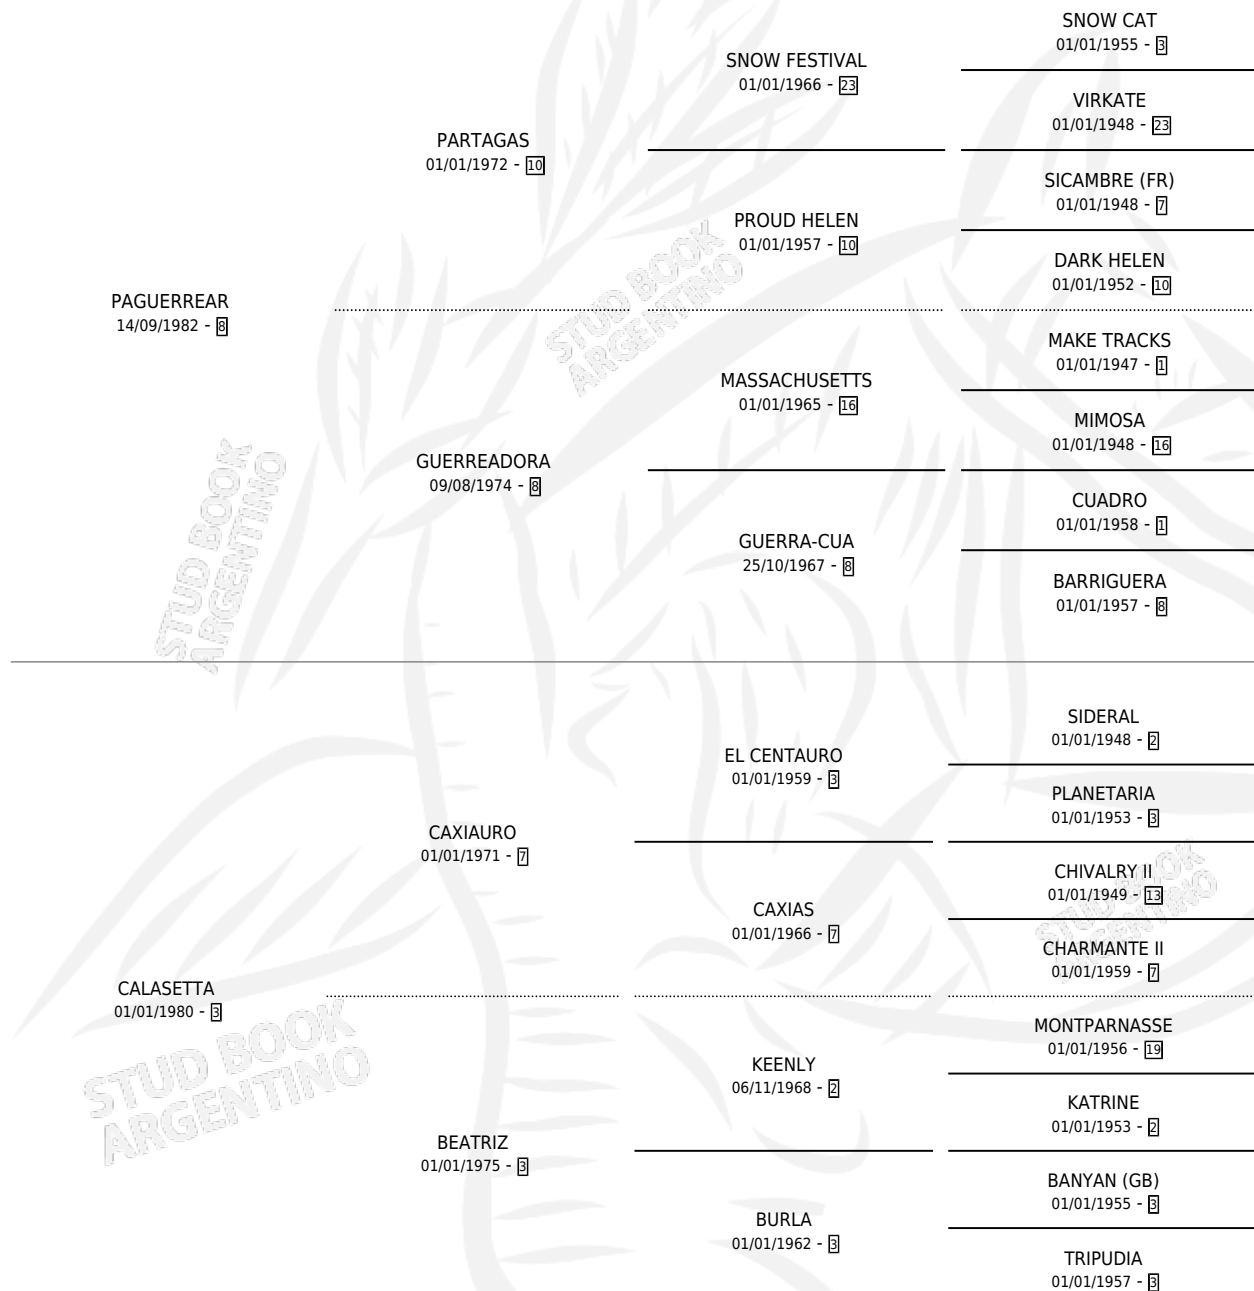 SNOW CAT
01/01/1955 - 3
SNOW FESTIVAL
01/01/1966 - 23
VIRKATE
01/01/1948 - 23
PARTAGAS
01/01/1972 - 10
SICAMBRE (FR)
01/01/1948 - 7
PROUD HELEN
01/01/1957 - 10
DARK HELEN
01/01/1952 - 10
PAGUERREAR
14/09/1982 - 8
MAKE TRACKS
01/01/1947 - 1
MASSACHUSETTS
01/01/1965 - 16
MIMOSA
01/01/1948 - 16
GUERREADORA
09/08/1974 - 8
CUADRO
01/01/1958 - 1
GUERRA-CUA
25/10/1967 - 8
BARRIGUERA
01/01/1957 - 8
STUD BOOK
ARGENTINO
STUD BOOK
ARGENTINO
SIDERAL
01/01/1948 - 2
EL CENTAURO
01/01/1959 - 3
PLANETARIA
01/01/1953 - 3
CAXIAURO
01/01/1971 - 7
CHIVALRY II
01/01/1949 - 13
CAXIAS
01/01/1966 - 7
CHARMANTE II
01/01/1959 - 7
CALASETTA
01/01/1980 - 3
MONTPARNASSE
01/01/1956 - 19
KEENLY
06/11/1968 - 2
KATRINE
01/01/1953 - 2
BEATRIZ
01/01/1975 - 3
BANYAN (GB)
01/01/1955 - 3
BURLA
01/01/1962 - 3
TRIPUDIA
01/01/1957 - 3
STUD BOOK
ARGENTINO
STUD BOOK
ARGENTINO